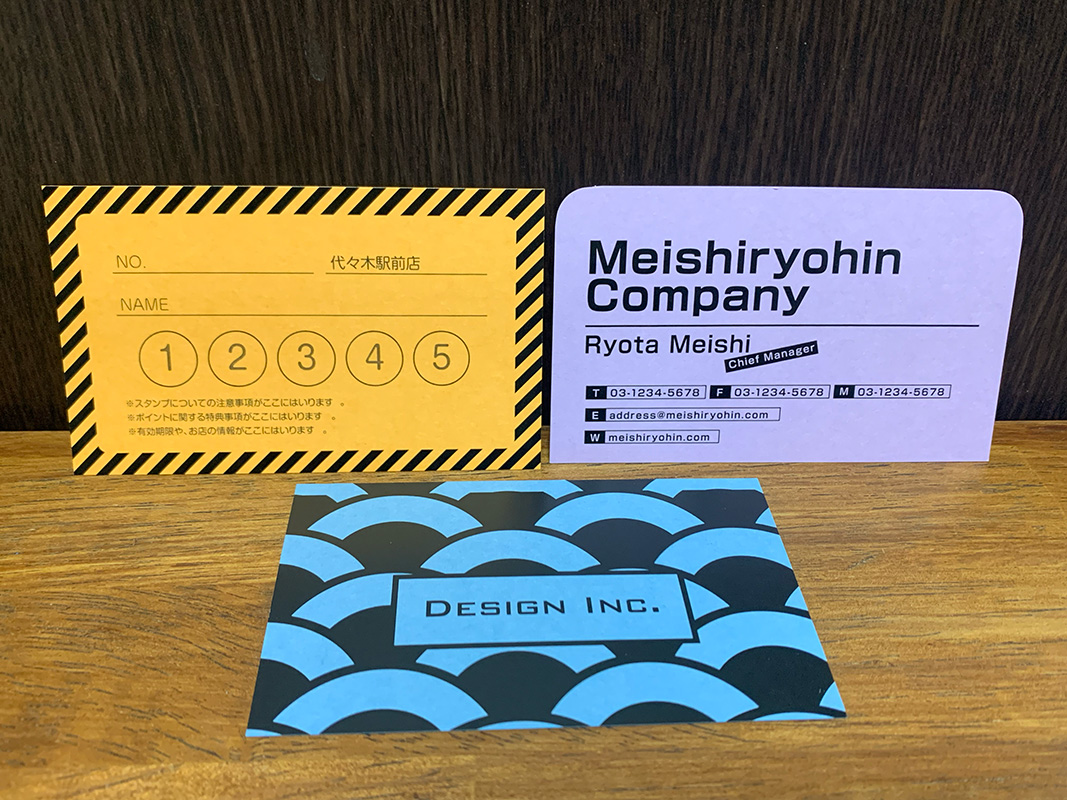 NO. 代々木駅前店
NAME
1 2 3 4 5
※スタンプについての注意事項がここにはいります 。
※ポイントに関する特典事項がここにはいります 。
※有効期限や、お店の情報がここにはいります 。
Meishiryohin
Company
Ryota Meishi
Chief Manager
T 03-1234-5678 F 03-1234-5678 M 03-1234-5678
E address@meishiryohin.com
W meishiryohin.com
DESIGN INC.